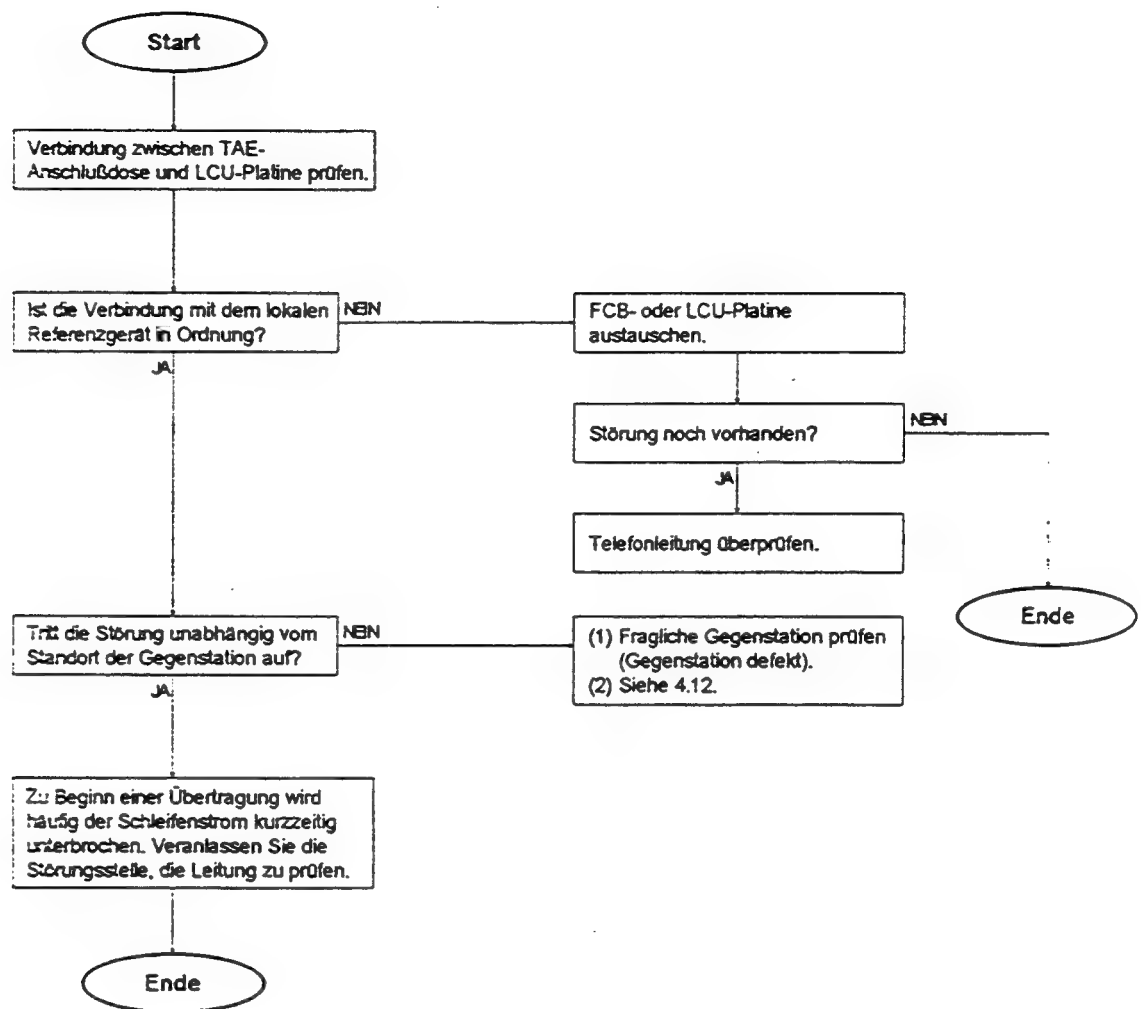 Start
Verbindung zwischen TAE-
Anschlußdose und LCU-Platine prüfen.
Ist die Verbindung mit dem lokalen
Referenzgerät in Ordnung?
NEIN
JA
FCB- oder LCU-Platine
austauschen.
Störung noch vorhanden?
NEIN
JA
Telefonleitung überprüfen.
Ende
Tritt die Störung unabhängig vom
Standort der Gegenstation auf?
NEIN
JA
(1) Fragliche Gegenstation prüfen
(Gegenstation defekt).
(2) Siehe 4.12.
Zu Beginn einer Übertragung wird
häufig der Schleifenstrom kurzzeitig
unterbrochen. Veranlassen Sie die
Störungsstelle, die Leitung zu prüfen.
Ende